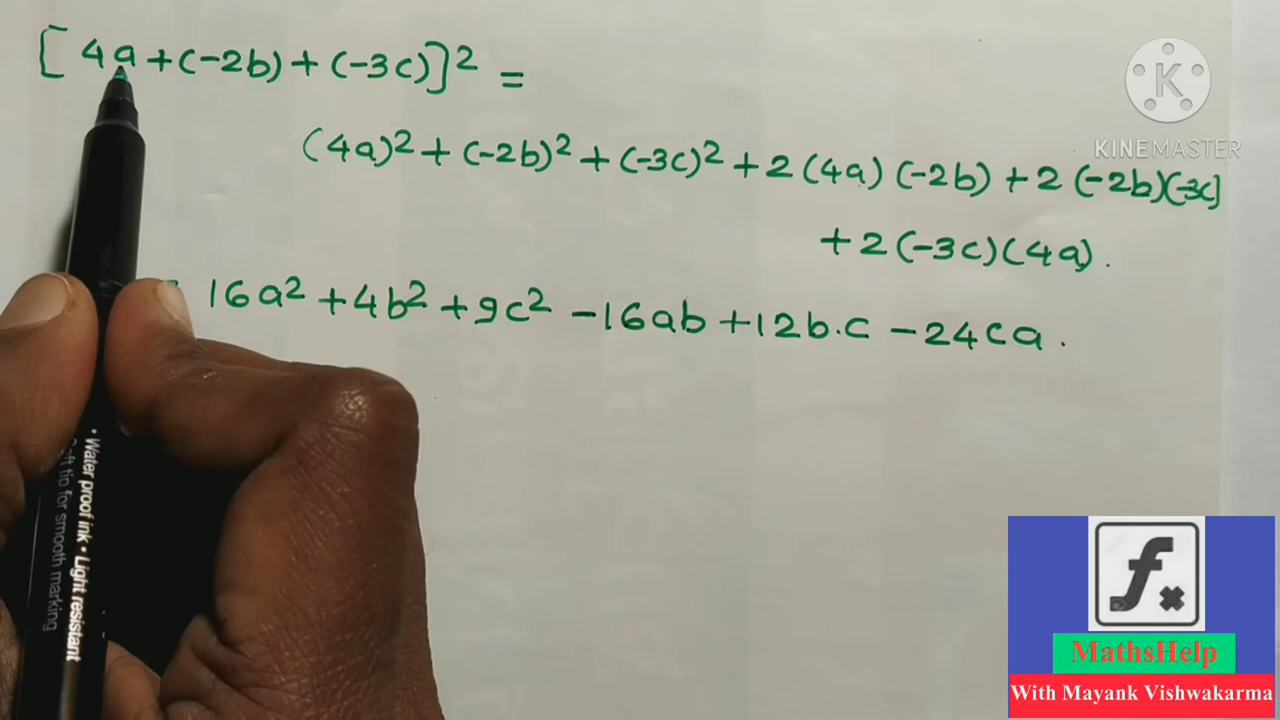 [4a+(-2b)+(-3c)]² =
(4a)²+(-2b)²+(-3c)²+2(4a)(-2b)+2(-2b)(-3c)
+2(-3c)(4a).
16a²+4b²+9c²-16ab+12b.c-24ca.
K
KINEMASTER
• Water proof ink • Light resistant
oft tip for smooth marking
f×
MathsHelp
With Mayank Vishwakarma